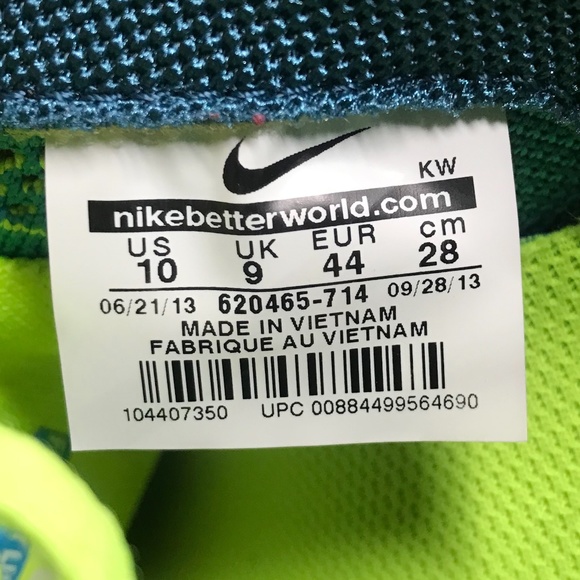 KW
nikebetterworld.com
US UK EUR cm
10 9 44 28
06/21/13 620465-714 09/28/13
MADE IN VIETNAM
FABRIQUE AU VIETNAM
104407350 UPC 00884499564690